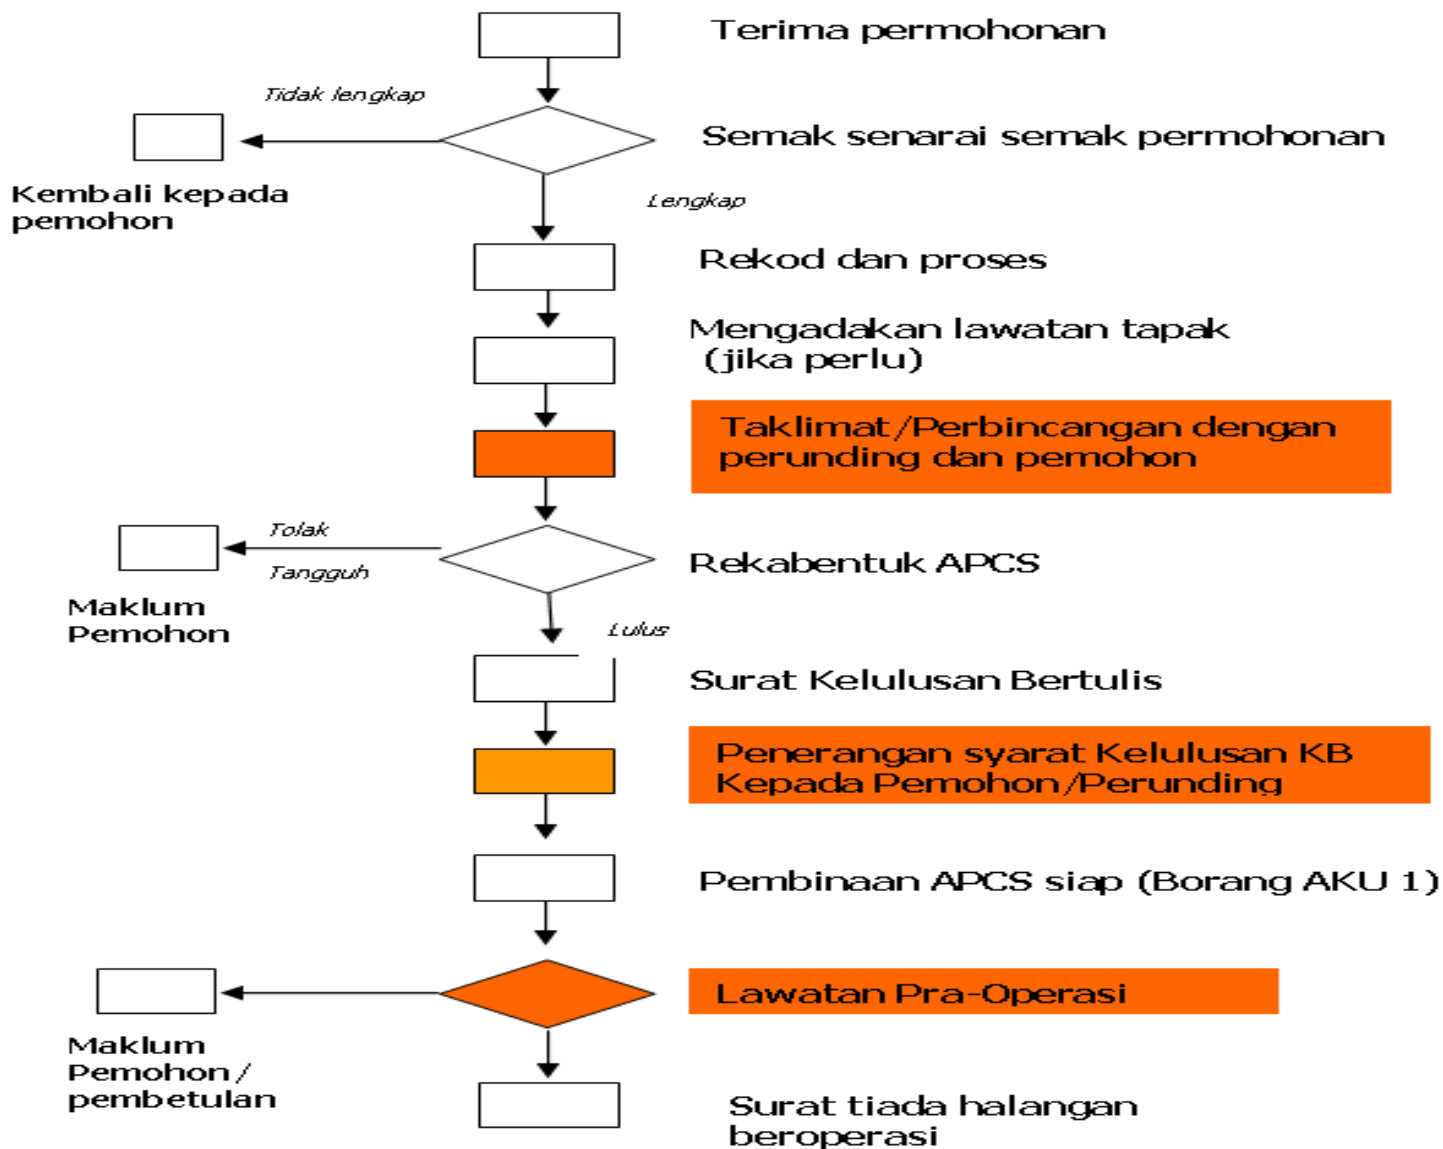 Terima permohonan
Tidak lengkap
Semak senarai semak permohonan
Kembali kepada
pemohon
Lengkap
Rekod dan proses
Mengadakan lawatan tapak
(jika perlu)
Taklimat/Perbincangan dengan
perunding dan pemohon
Tolak
Tangguh
Rekabentuk APCS
Maklum
Pemohon
Lulus
Surat Kelulusan Bertulis
Penerangan syarat Kelulusan KB
Kepada Pemohon/Perunding
Pembinaan APCS siap (Borang AKU 1)
Lawatan Pra-Operasi
Maklum
Pemohon/
pembetulan
Surat tiada halangan
beroperasi